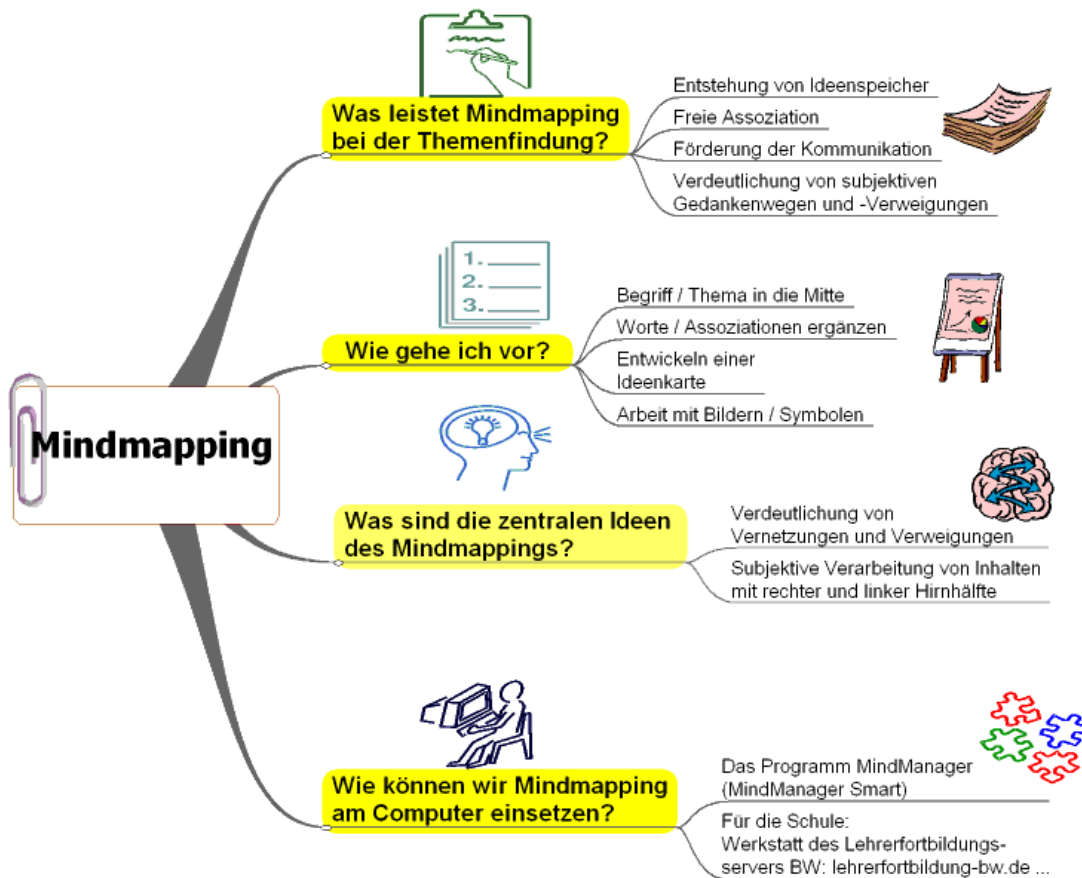 Was leistet Mindmapping
bei der Themenfindung?
Entstehung von Ideenspeicher
Freie Assoziation
Förderung der Kommunikation
Verdeutlichung von subjektiven
Gedankenwegen und -Verweigungen
1.
2.
3.
Wie gehe ich vor?
Begriff / Thema in die Mitte
Worte / Assoziationen ergänzen
Entwickeln einer
Ideenkarte
Arbeit mit Bildern / Symbolen
Mindmapping
Was sind die zentralen Ideen
des Mindmappings?
Verdeutlichung von
Vernetzungen und Verweigungen
Subjektive Verarbeitung von Inhalten
mit rechter und linker Hirnhälfte
Wie können wir Mindmapping
am Computer einsetzen?
Das Programm MindManager
(MindManager Smart)
Für die Schule:
Werkstatt des Lehrerfortbildungs-
servers BW: lehrerfortbildung-bw.de ...